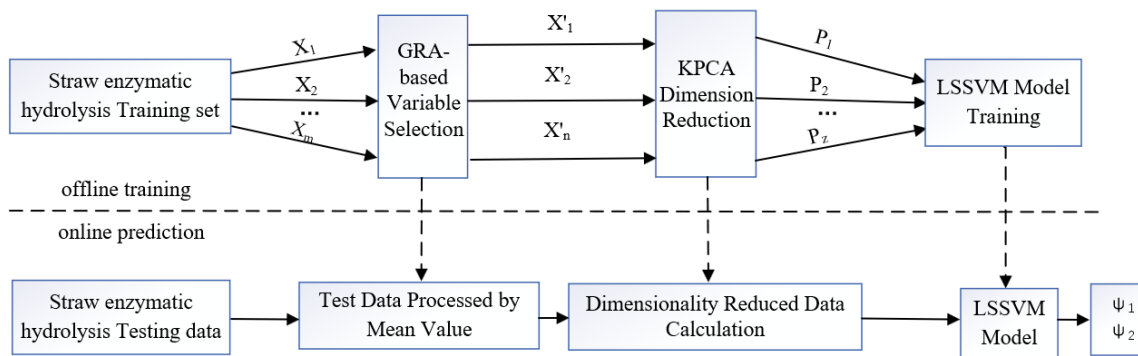 Straw enzymatic
hydrolysis Training set
X1
X2
...
Xm
GRA-
based
Variable
Selection
X'1
X'2
X'n
KPCA
Dimension
Reduction
P1
P2
...
Pz
LSSVM Model
Training
offline training
online prediction
Straw enzymatic
hydrolysis Testing data
Test Data Processed by
Mean Value
Dimensionality Reduced Data
Calculation
LSSVM
Model
ψ1
ψ2